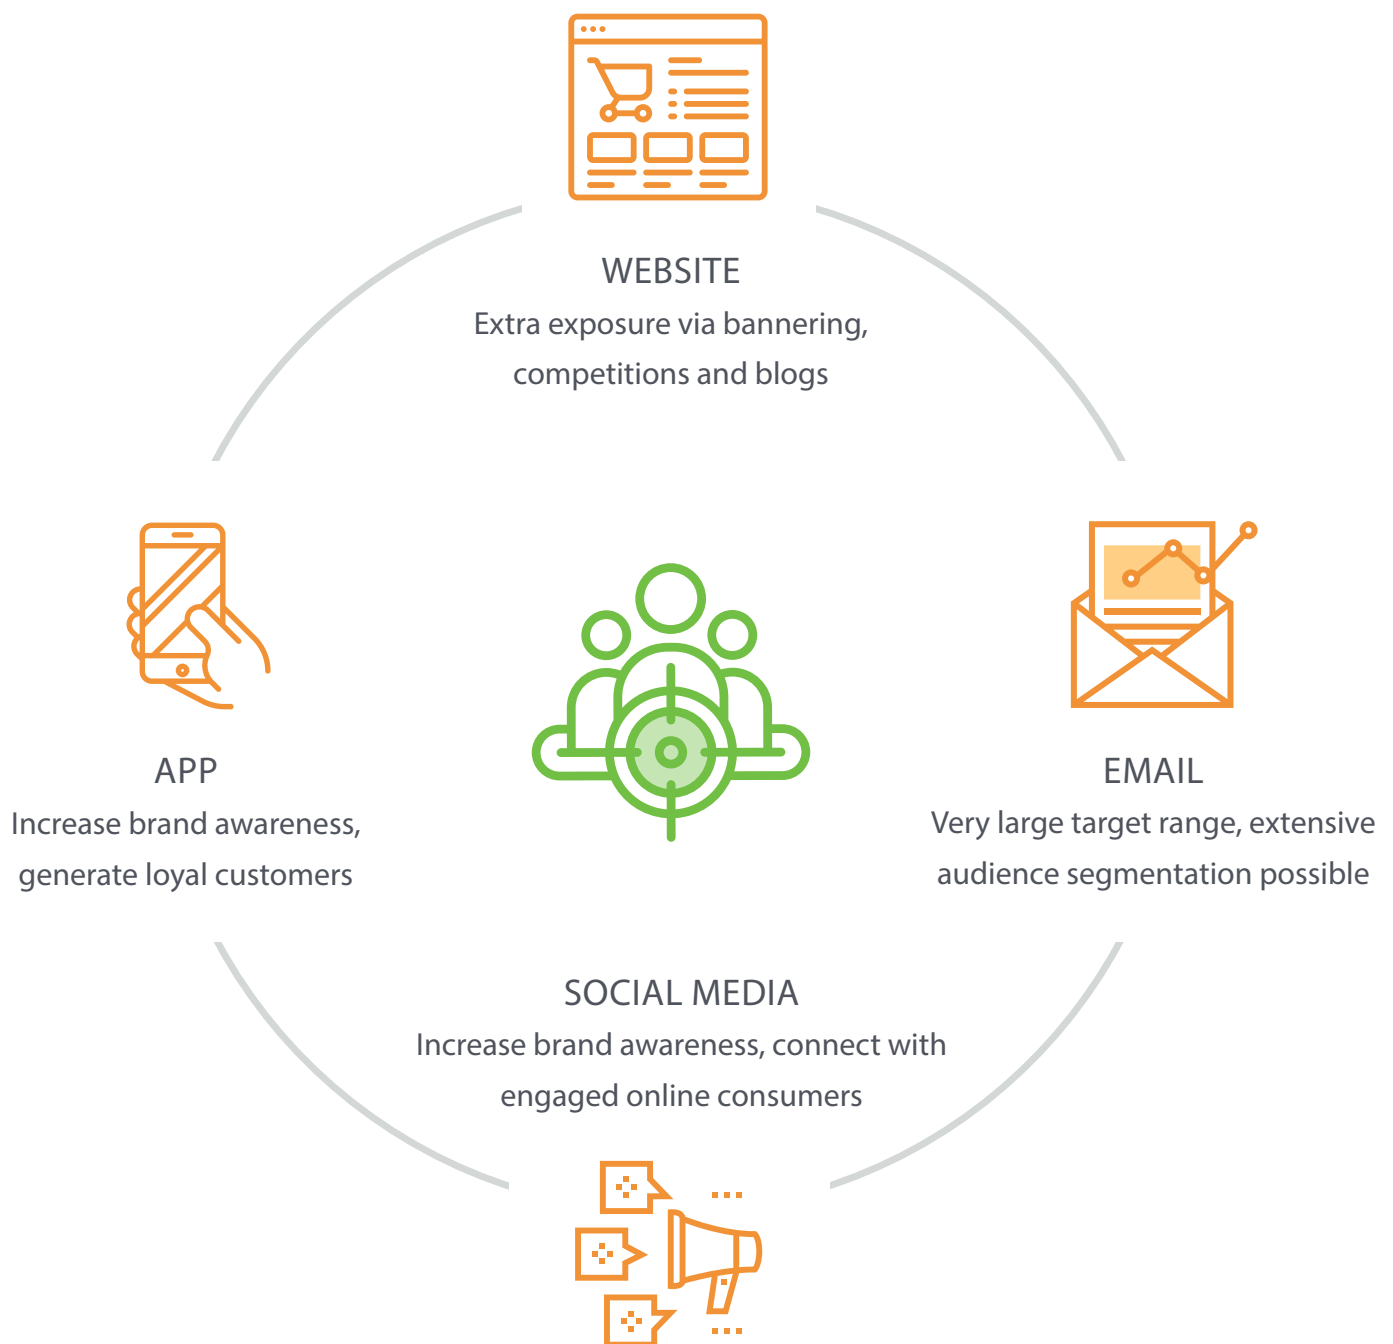 WEBSITE
Extra exposure via bannering,
competitions and blogs
APP
Increase brand awareness,
generate loyal customers
EMAIL
Very large target range, extensive
audience segmentation possible
SOCIAL MEDIA
Increase brand awareness, connect with
engaged online consumers